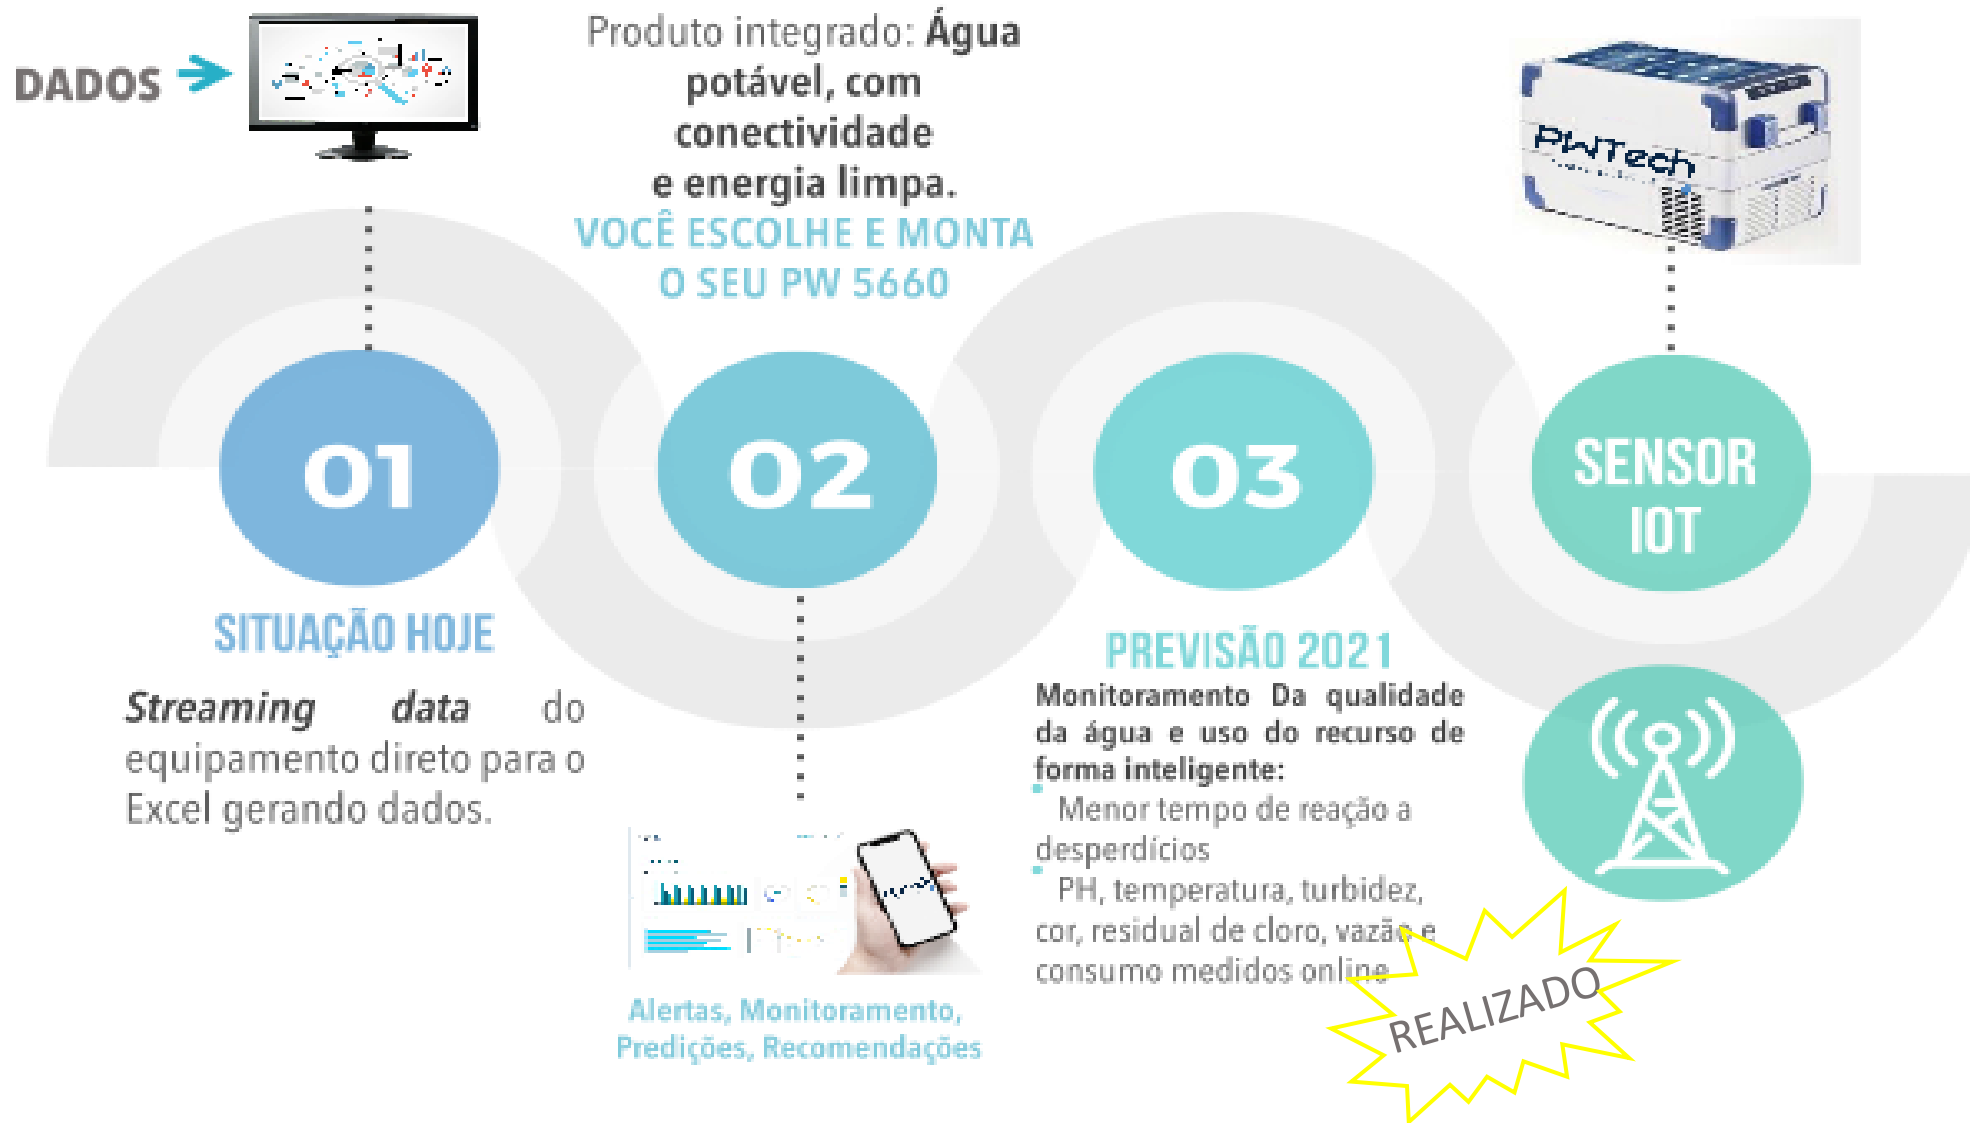 DADOS
Produto integrado: Água
potável, com
conectividade
e energia limpa.
VOCÊ ESCOLHE E MONTA
O SEU PW 5660
PWTech
01
02
03
SENSOR
IOT
SITUAÇÃO HOJE
Streaming data do
equipamento direto para o
Excel gerando dados.
Alertas, Monitoramento,
Predições, Recomendações
PREVISÃO 2021
Monitoramento Da qualidade
da água e uso do recurso de
forma inteligente:
Menor tempo de reação a
desperdícios
PH, temperatura, turbidez,
cor, residual de cloro, vazão e
consumo medidos online
REALIZADO